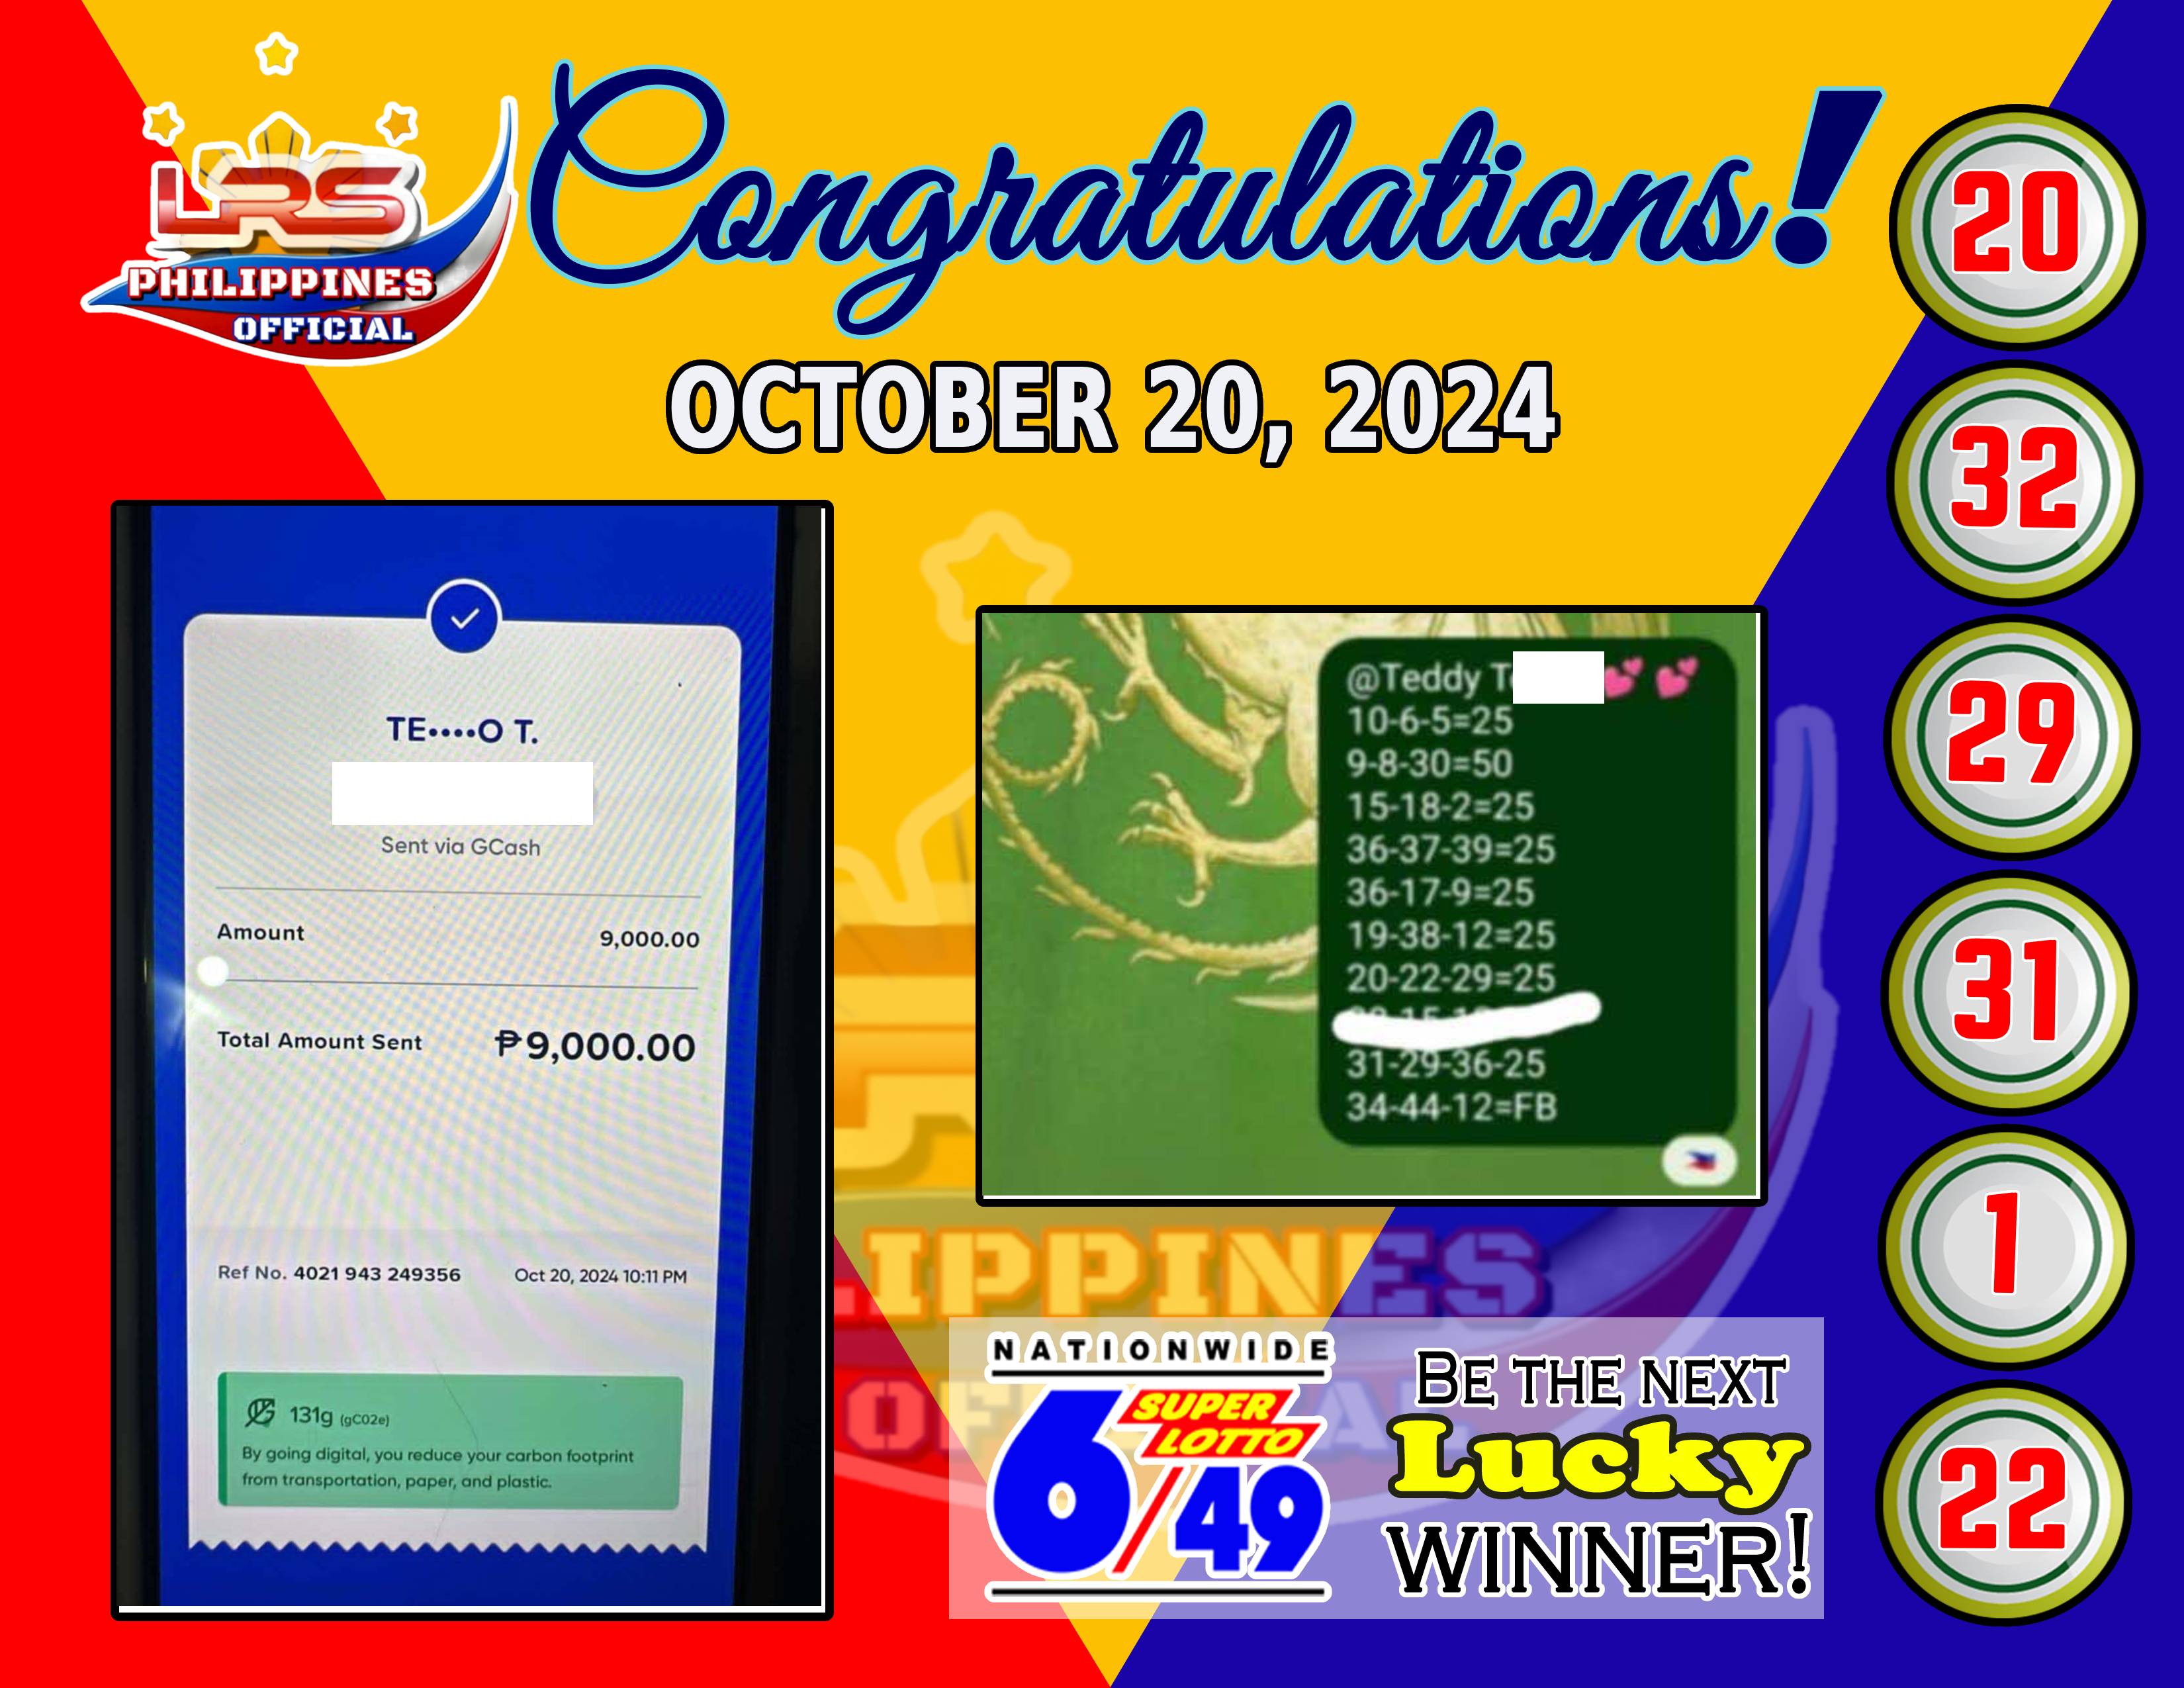 LRS
PHILIPPINES
OFFICIAL
Congratulations!
OCTOBER 20, 2024
TE••••O T.
Sent via GCash
Amount 9,000.00
Total Amount Sent ₱9,000.00
Ref No. 4021 943 249356 Oct 20, 2024 10:11 PM
131g (gCO2e)
By going digital, you reduce your carbon footprint
from transportation, paper, and plastic.
@Teddy T 💕 💕
10-6-5=25
9-8-30=50
15-18-2=25
36-37-39=25
36-17-9=25
19-38-12=25
20-22-29=25
31-29-36-25
34-44-12=FB
NATIONWIDE
SUPER
LOTTO
6/49
BE THE NEXT
Lucky
WINNER!
20
32
29
31
1
22
LIPPINES